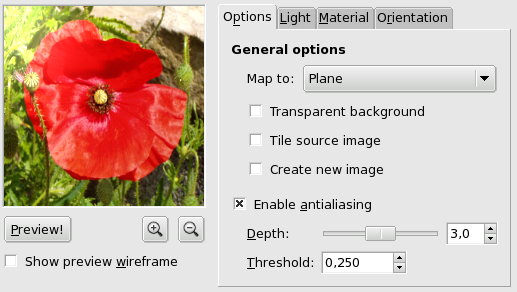 Options Light Material Orientation
General options
Map to: Plane
Transparent background
Tile source image
Create new image
Enable antialiasing
Depth: 3,0
Threshold: 0,250
Preview!
Show preview wireframe